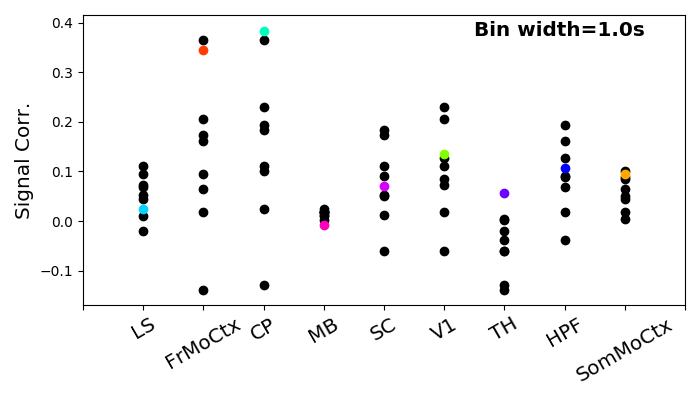 Bin width=1.0s
Signal Corr.
0.4
0.3
0.2
0.1
0.0
−0.1
LS
FrMoCtx
CP
MB
SC
V1
TH
HPF
SomMoCtx